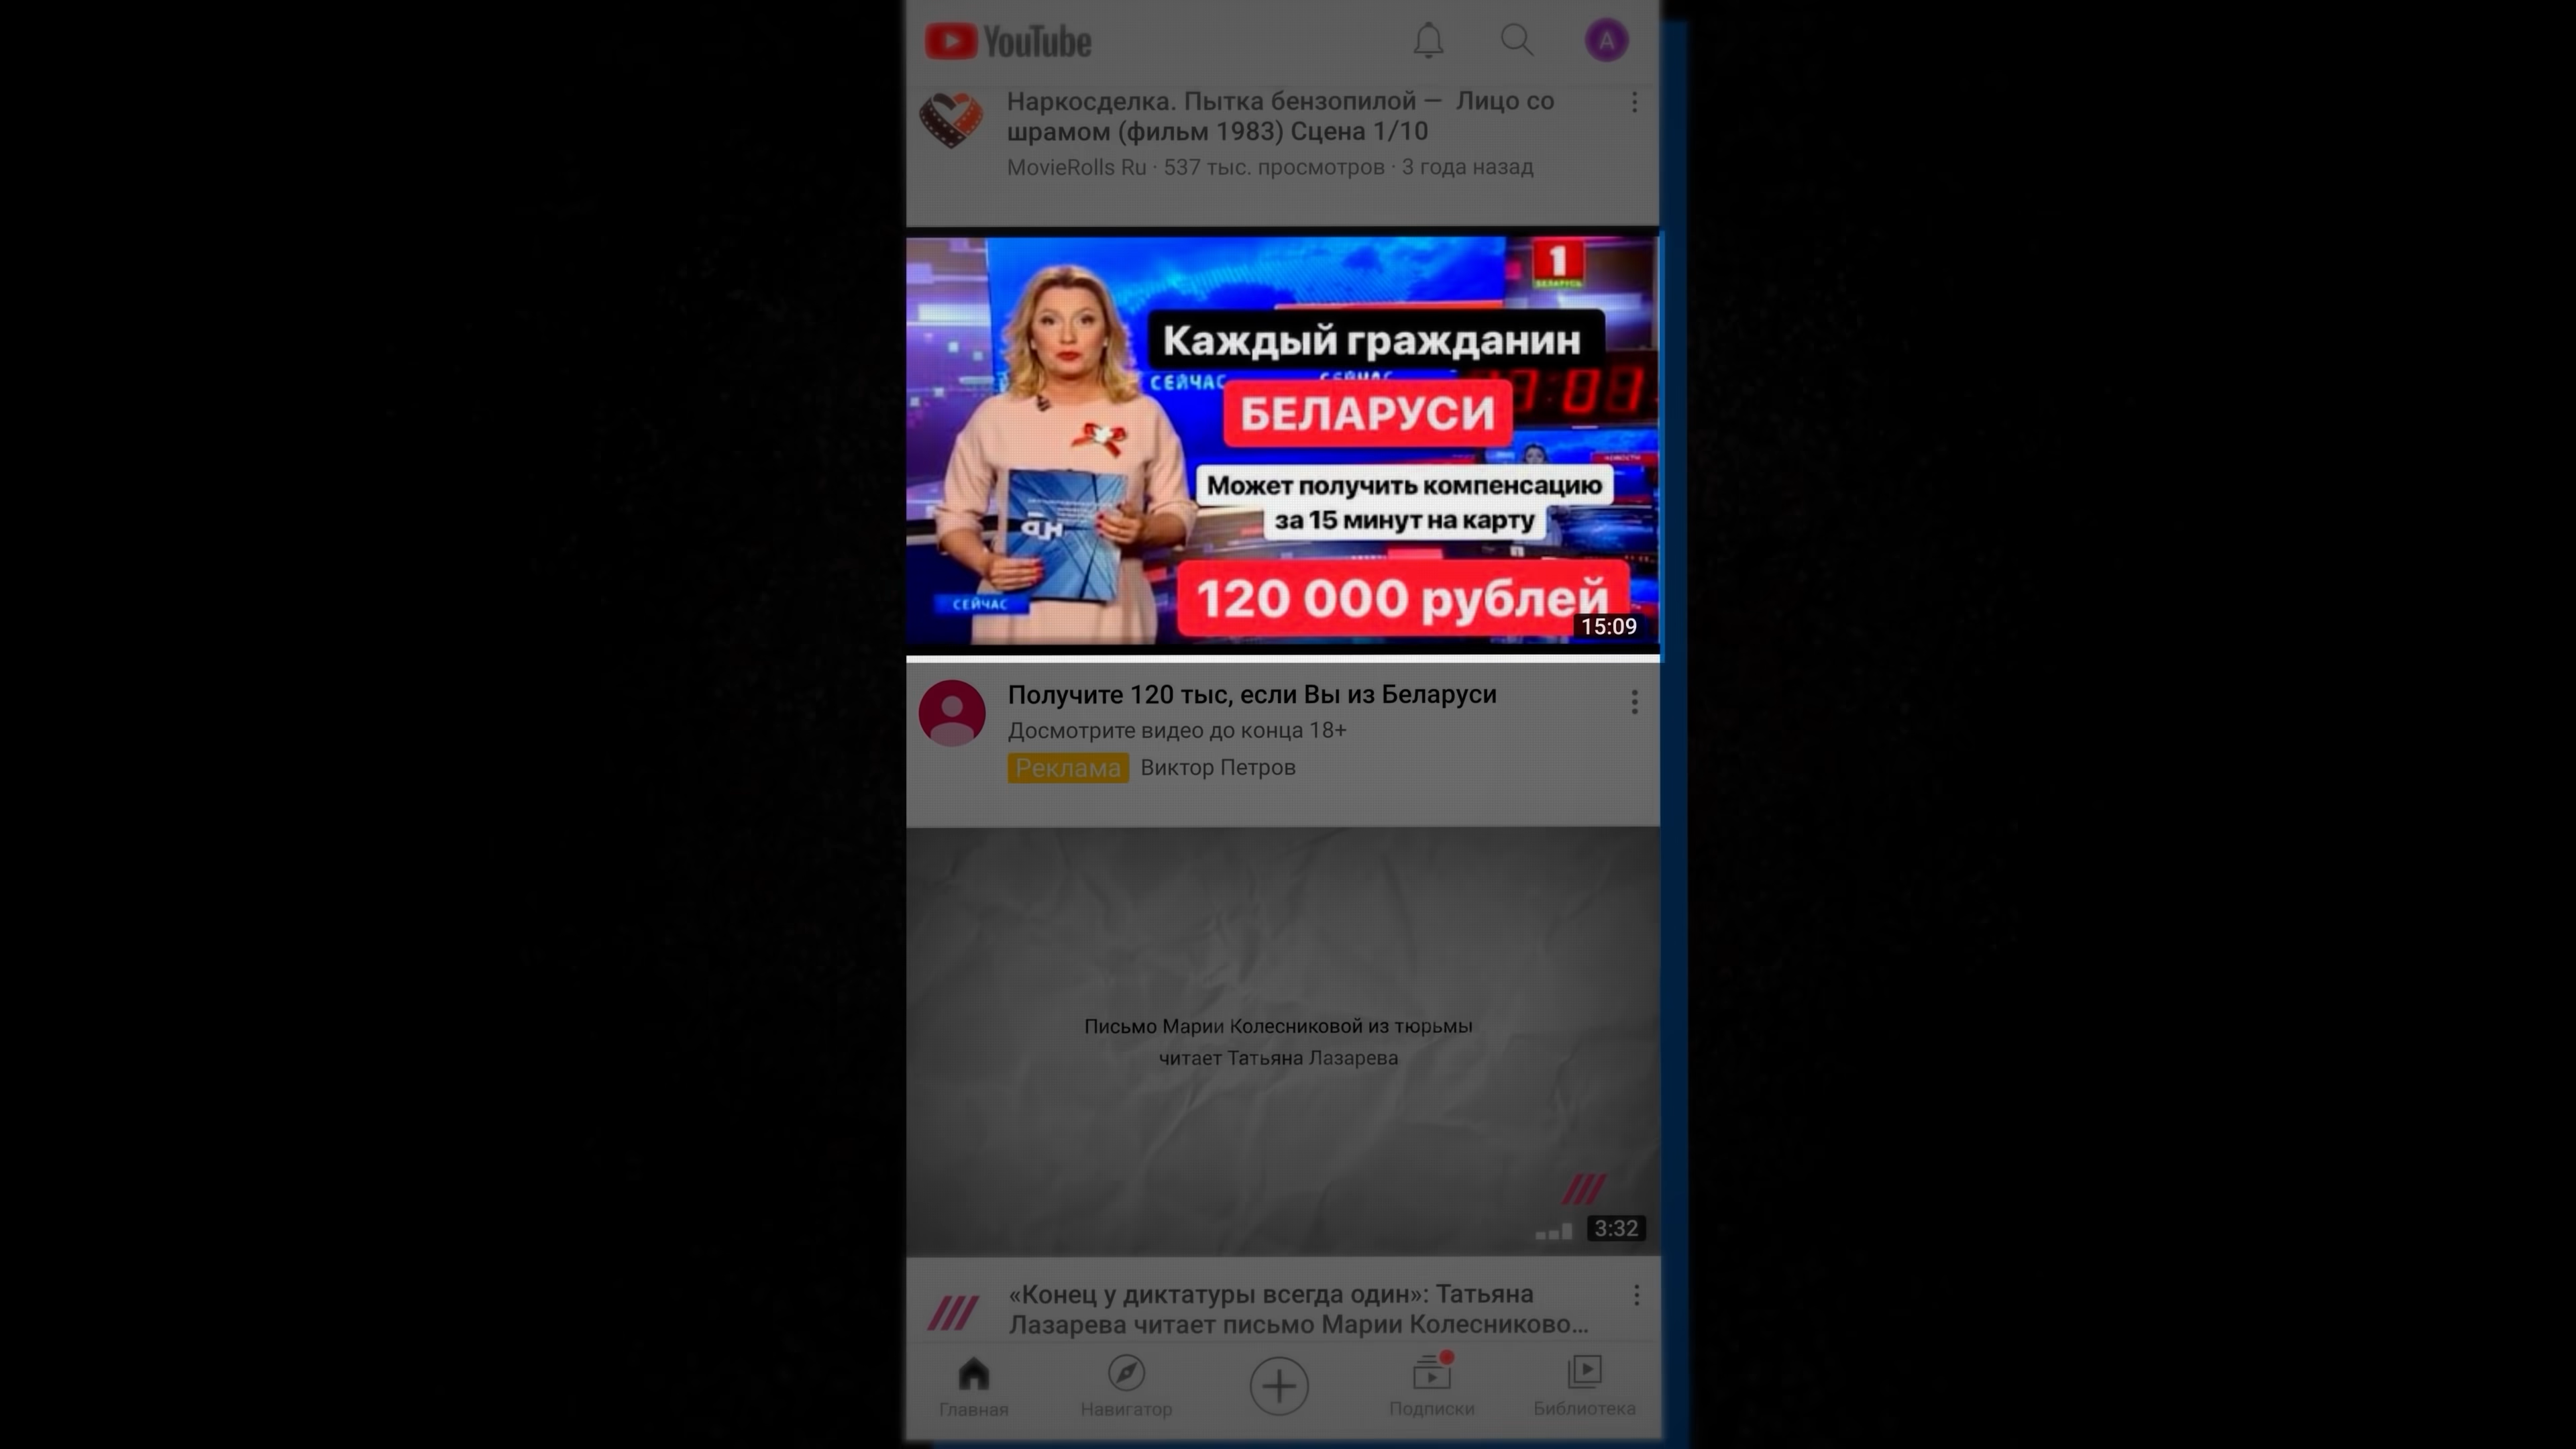 YouTube
A
Наркосделка. Пытка бензопилой — Лицо со
шрамом (фильм 1983) Сцена 1/10
MovieRolls Ru · 537 тыс. просмотров · 3 года назад
1
БЕЛАРУСЬ
Каждый гражданин
СЕЙЧАС СЕЙЧАС
БЕЛАРУСИ
Может получить компенсацию
за 15 минут на карту
120 000 рублей
СЕЙЧАС
НОВОСТИ
15:09
Получите 120 тыс, если Вы из Беларуси
Досмотрите видео до конца 18+
Реклама Виктор Петров
Письмо Марии Колесниковой из тюрьмы
читает Татьяна Лазарева
3:32
«Конец у диктатуры всегда один»: Татьяна
Лазарева читает письмо Марии Колесниково...
Главная
Навигатор
Подписки
Библиотека